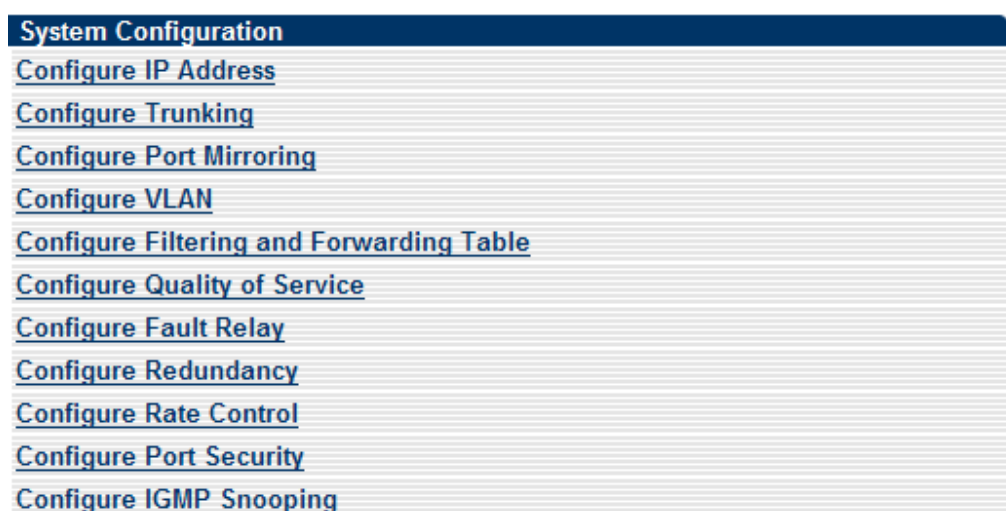 System Configuration
Configure IP Address
Configure Trunking
Configure Port Mirroring
Configure VLAN
Configure Filtering and Forwarding Table
Configure Quality of Service
Configure Fault Relay
Configure Redundancy
Configure Rate Control
Configure Port Security
Configure IGMP Snooping